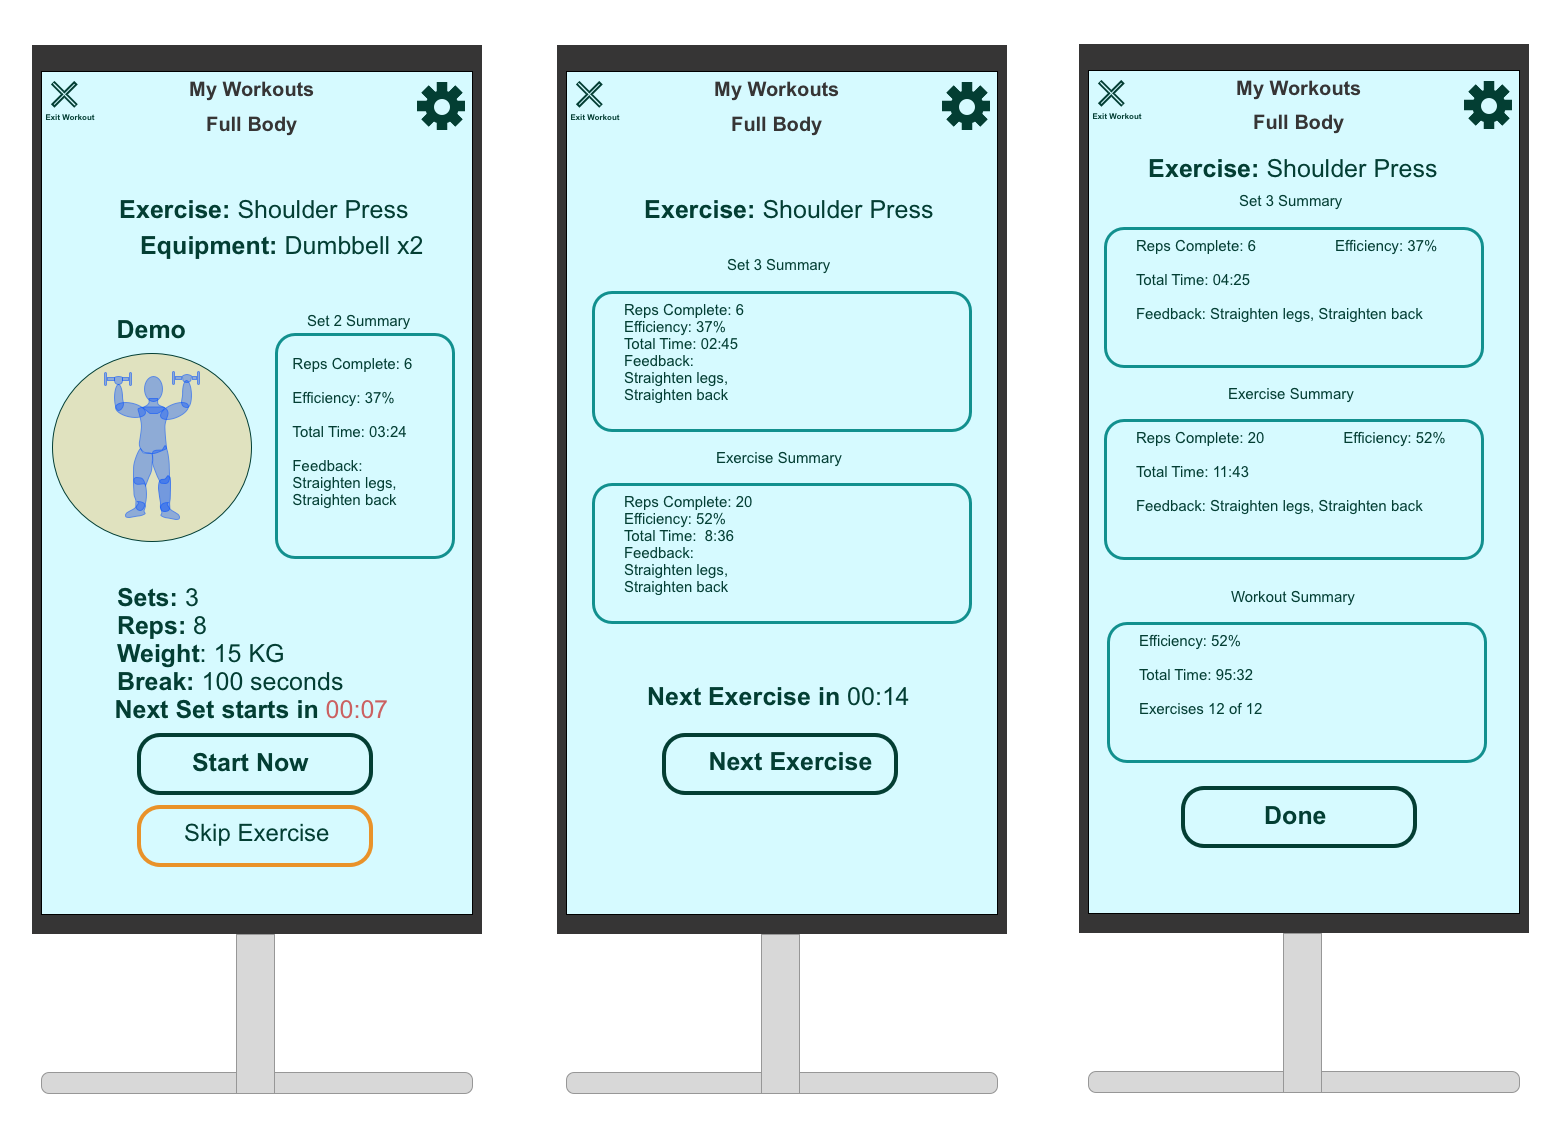 My Workouts
Exit Workout
Full Body
Exercise: Shoulder Press
Equipment: Dumbbell x2
Demo
Set 2 Summary
Reps Complete: 6
Efficiency: 37%
Total Time: 03:24
Feedback:
Straighten legs,
Straighten back
Sets: 3
Reps: 8
Weight: 15 KG
Break: 100 seconds
Next Set starts in 00:07
Start Now
Skip Exercise
My Workouts
Exit Workout
Full Body
Exercise: Shoulder Press
Set 3 Summary
Reps Complete: 6
Efficiency: 37%
Total Time: 02:45
Feedback:
Straighten legs,
Straighten back
Exercise Summary
Reps Complete: 20
Efficiency: 52%
Total Time:  8:36
Feedback:
Straighten legs,
Straighten back
Next Exercise in 00:14
Next Exercise
My Workouts
Exit Workout
Full Body
Exercise: Shoulder Press
Set 3 Summary
Reps Complete: 6 Efficiency: 37%
Total Time: 04:25
Feedback: Straighten legs, Straighten back
Exercise Summary
Reps Complete: 20 Efficiency: 52%
Total Time: 11:43
Feedback: Straighten legs, Straighten back
Workout Summary
Efficiency: 52%
Total Time: 95:32
Exercises 12 of 12
Done